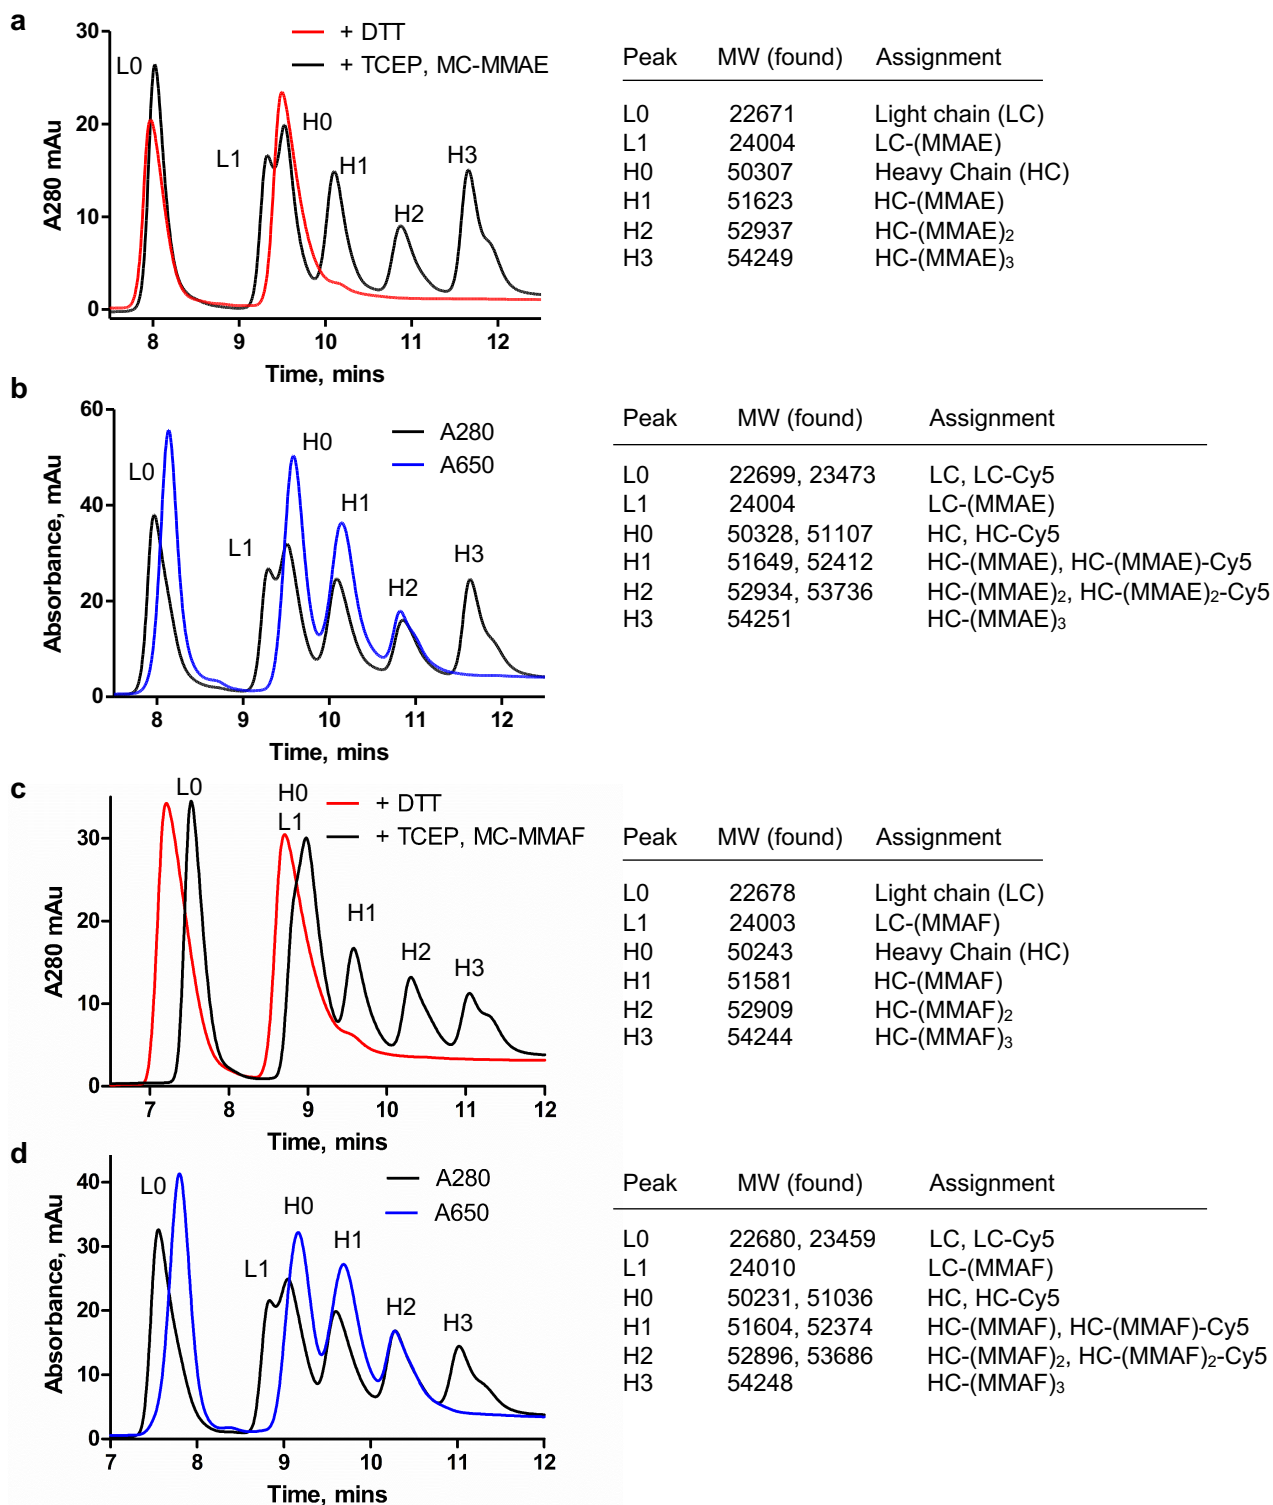 a
+ DTT
+ TCEP, MC-MMAE
L0
L1
H0
H1
H2
H3
A280 mAu
30
20
10
0
8 9 10 11 12
Time, mins
Peak MW (found) Assignment
L0 22671 Light chain (LC)
L1 24004 LC-(MMAE)
H0 50307 Heavy Chain (HC)
H1 51623 HC-(MMAE)
H2 52937 HC-(MMAE)2
H3 54249 HC-(MMAE)3
b
A280
A650
L0
L1
H0
H1
H2
H3
Absorbance, mAu
60
40
20
0
8 9 10 11 12
Time, mins
Peak MW (found) Assignment
L0 22699, 23473 LC, LC-Cy5
L1 24004 LC-(MMAE)
H0 50328, 51107 HC, HC-Cy5
H1 51649, 52412 HC-(MMAE), HC-(MMAE)-Cy5
H2 52934, 53736 HC-(MMAE)2, HC-(MMAE)2-Cy5
H3 54251 HC-(MMAE)3
c
+ DTT
+ TCEP, MC-MMAF
L0
H0
L1
H1
H2
H3
A280 mAu
30
20
10
0
7 8 9 10 11 12
Time, mins
Peak MW (found) Assignment
L0 22678 Light chain (LC)
L1 24003 LC-(MMAF)
H0 50243 Heavy Chain (HC)
H1 51581 HC-(MMAF)
H2 52909 HC-(MMAF)2
H3 54244 HC-(MMAF)3
d
A280
A650
L0
L1
H0
H1
H2
H3
Absorbance, mAu
40
30
20
10
0
7 8 9 10 11 12
Time, mins
Peak MW (found) Assignment
L0 22680, 23459 LC, LC-Cy5
L1 24010 LC-(MMAF)
H0 50231, 51036 HC, HC-Cy5
H1 51604, 52374 HC-(MMAF), HC-(MMAF)-Cy5
H2 52896, 53686 HC-(MMAF)2, HC-(MMAF)2-Cy5
H3 54248 HC-(MMAF)3